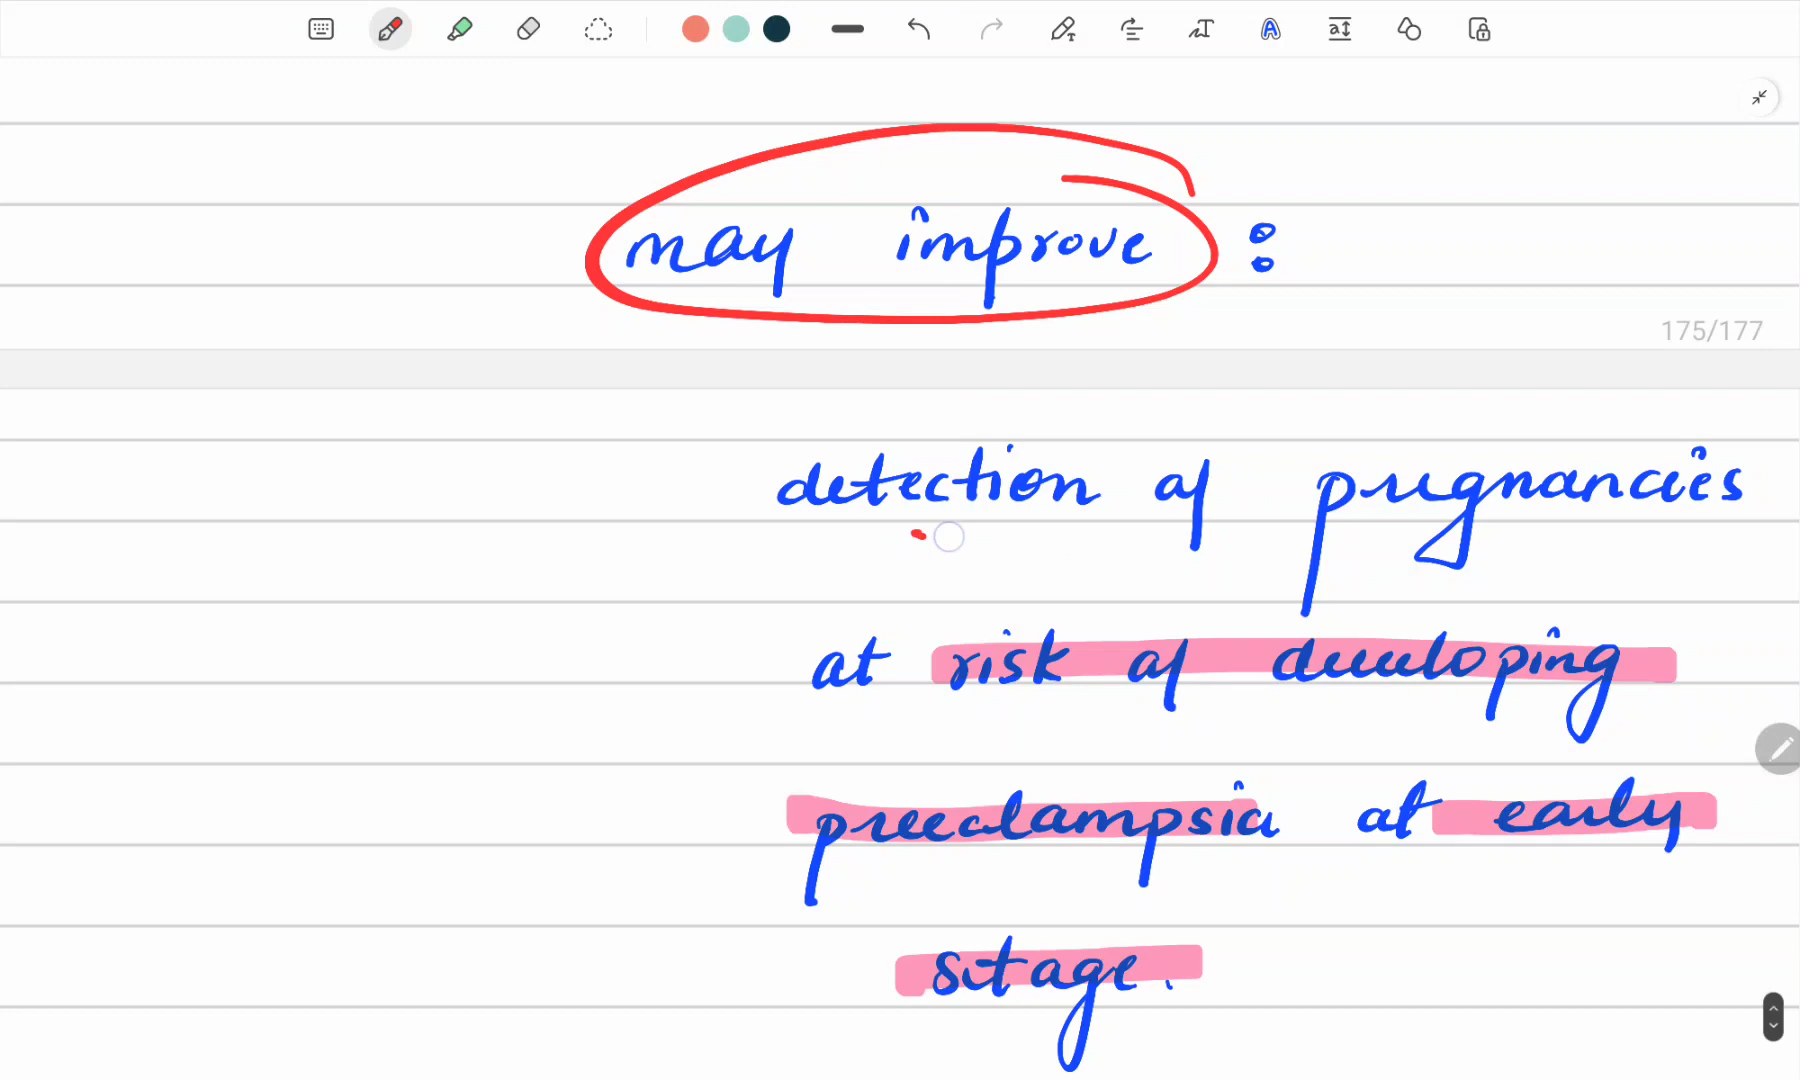 may improve :
175/177
detection of pregnancies
at risk of developing
preeclampsia at early
stage.